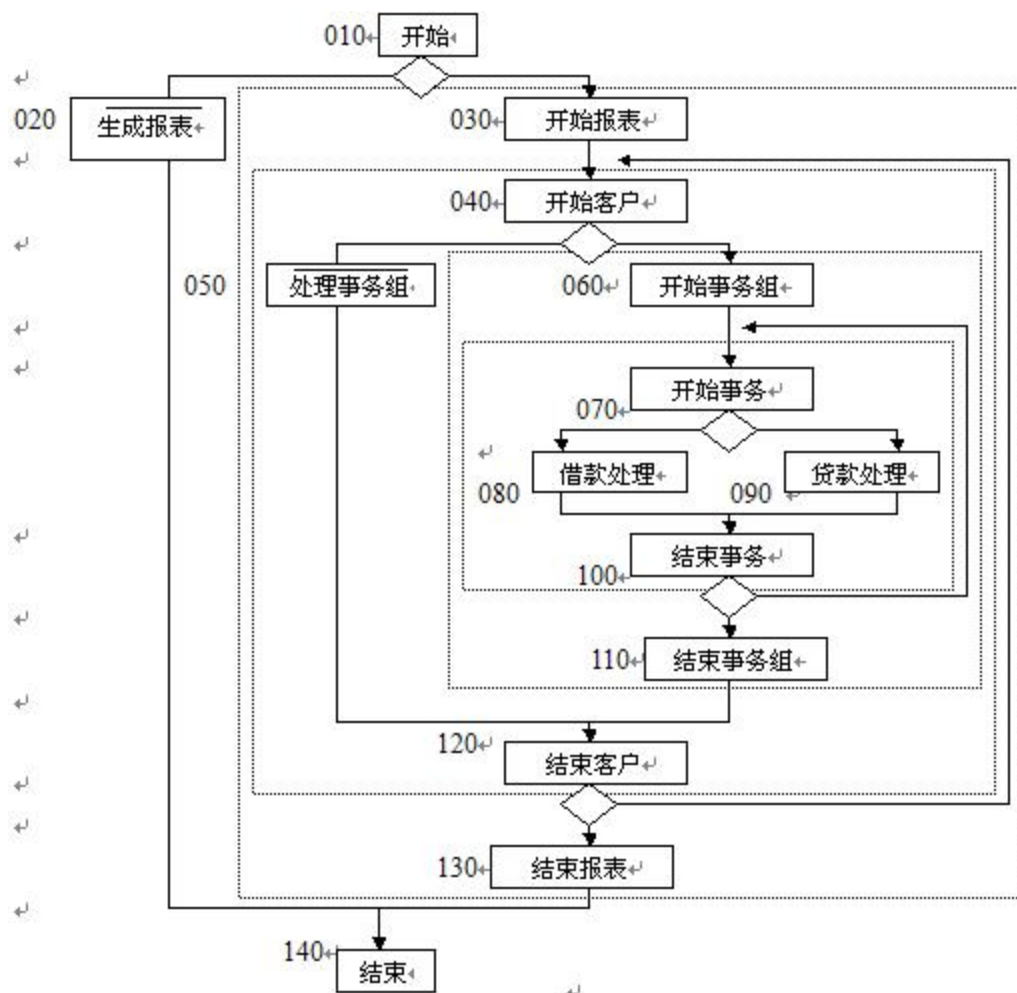 010 开始
020 生成报表
030 开始报表
040 开始客户
050 处理事务组
060 开始事务组
070 开始事务
080 借款处理
090 贷款处理
100 结束事务
110 结束事务组
120 结束客户
130 结束报表
140 结束